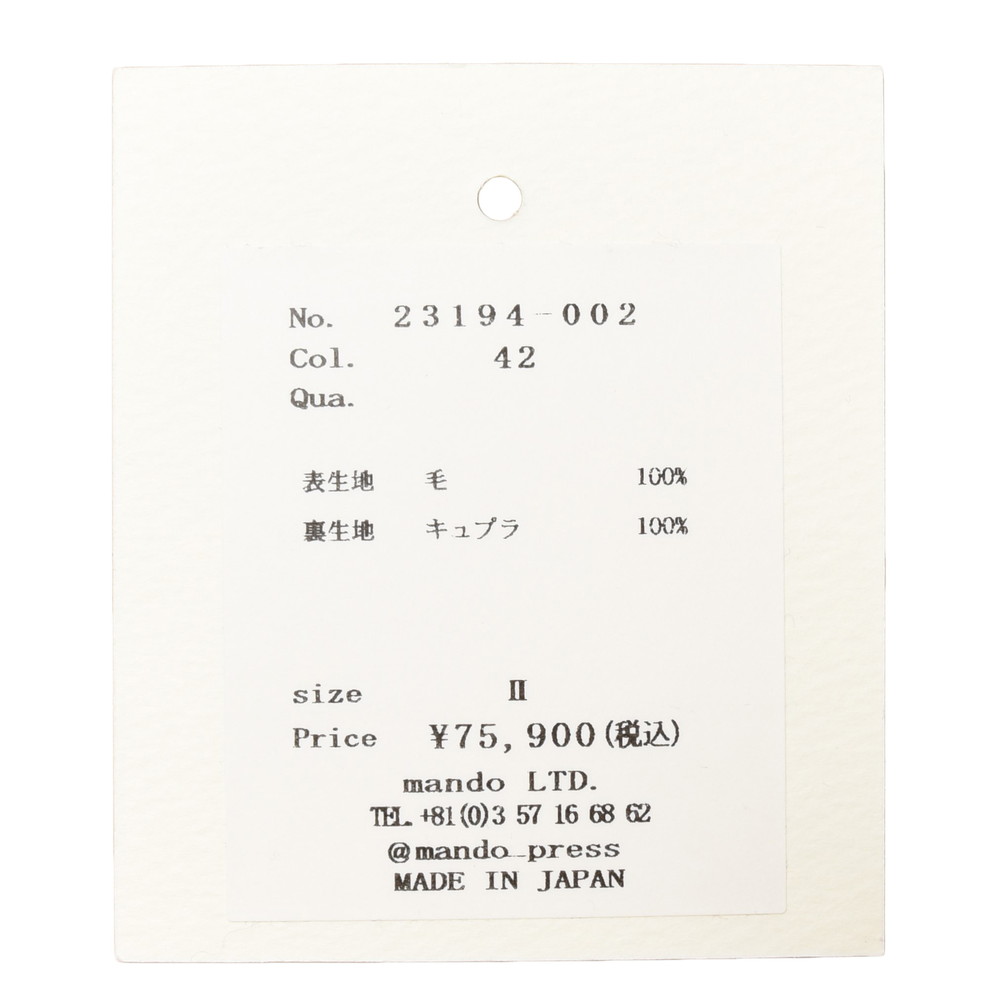 No. 23194-002
Col. 42
Qua.
表生地 毛 100%
裏生地 キュプラ 100%
size Ⅱ
Price ¥75,900(税込)
mando LTD.
TEL. +81(0)3 57 16 68 62
@mando_press
MADE IN JAPAN